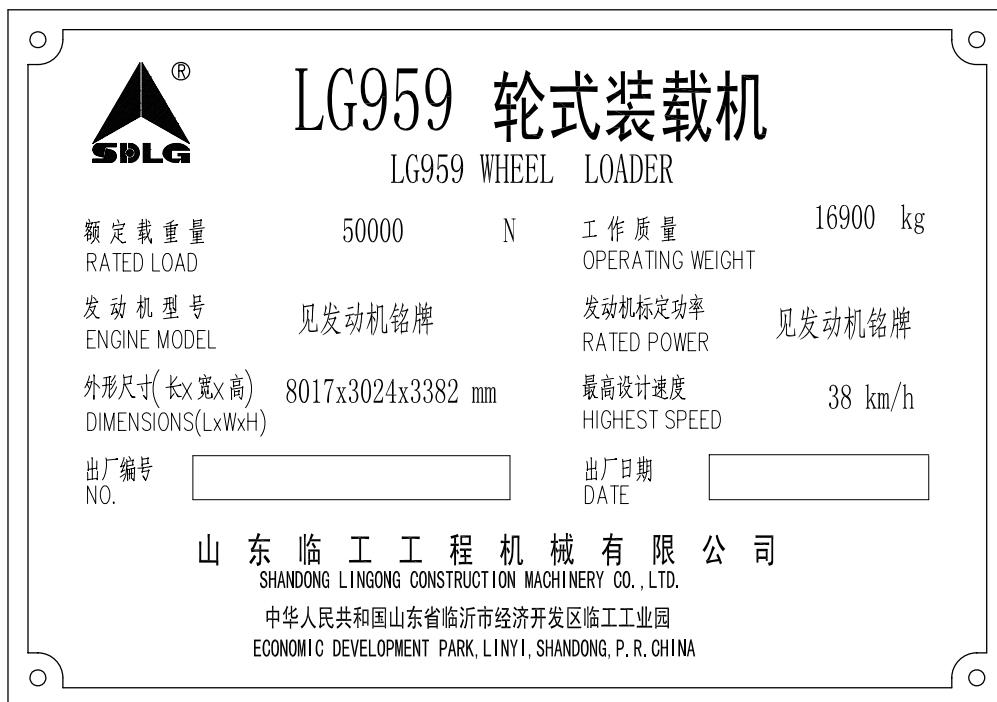 SDLG ®
LG959 轮式装载机
LG959 WHEEL LOADER
额定载重量 50000 N
RATED LOAD
工作质量 16900 kg
OPERATING WEIGHT
发动机型号 见发动机铭牌
ENGINE MODEL
发动机标定功率 见发动机铭牌
RATED POWER
外形尺寸(长x宽x高) 8017x3024x3382 mm
DIMENSIONS(LxWxH)
最高设计速度 38 km/h
HIGHEST SPEED
出厂编号
NO.
出厂日期
DATE
山东临工工程机械有限公司
SHANDONG LINGONG CONSTRUCTION MACHINERY CO.,LTD.
中华人民共和国山东省临沂市经济开发区临工工业园
ECONOMIC DEVELOPMENT PARK,LINYI,SHANDONG,P.R.CHINA